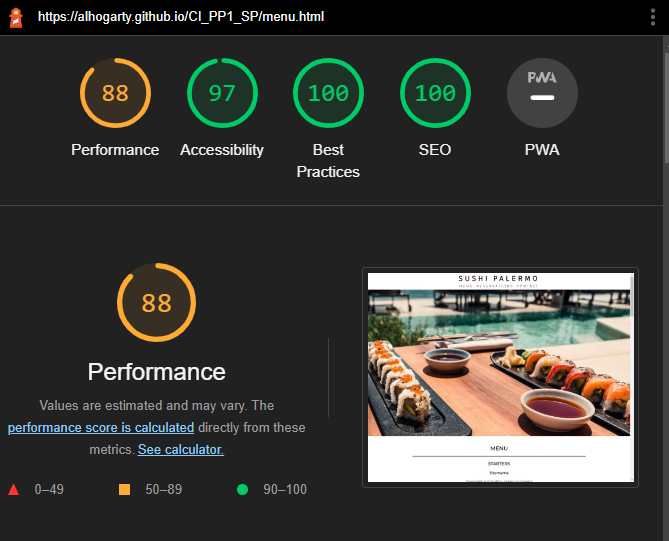 https://alhogarty.github.io/CI_PP1_SP/menu.html
88 97 100 100 PWA
Performance Accessibility Best Practices SEO PWA
88
Performance
Values are estimated and may vary. The
performance score is calculated directly from these
metrics. See calculator.
0–49 50–89 90–100
SUSHI PALERMO
MENU
STARTERS
Edamame